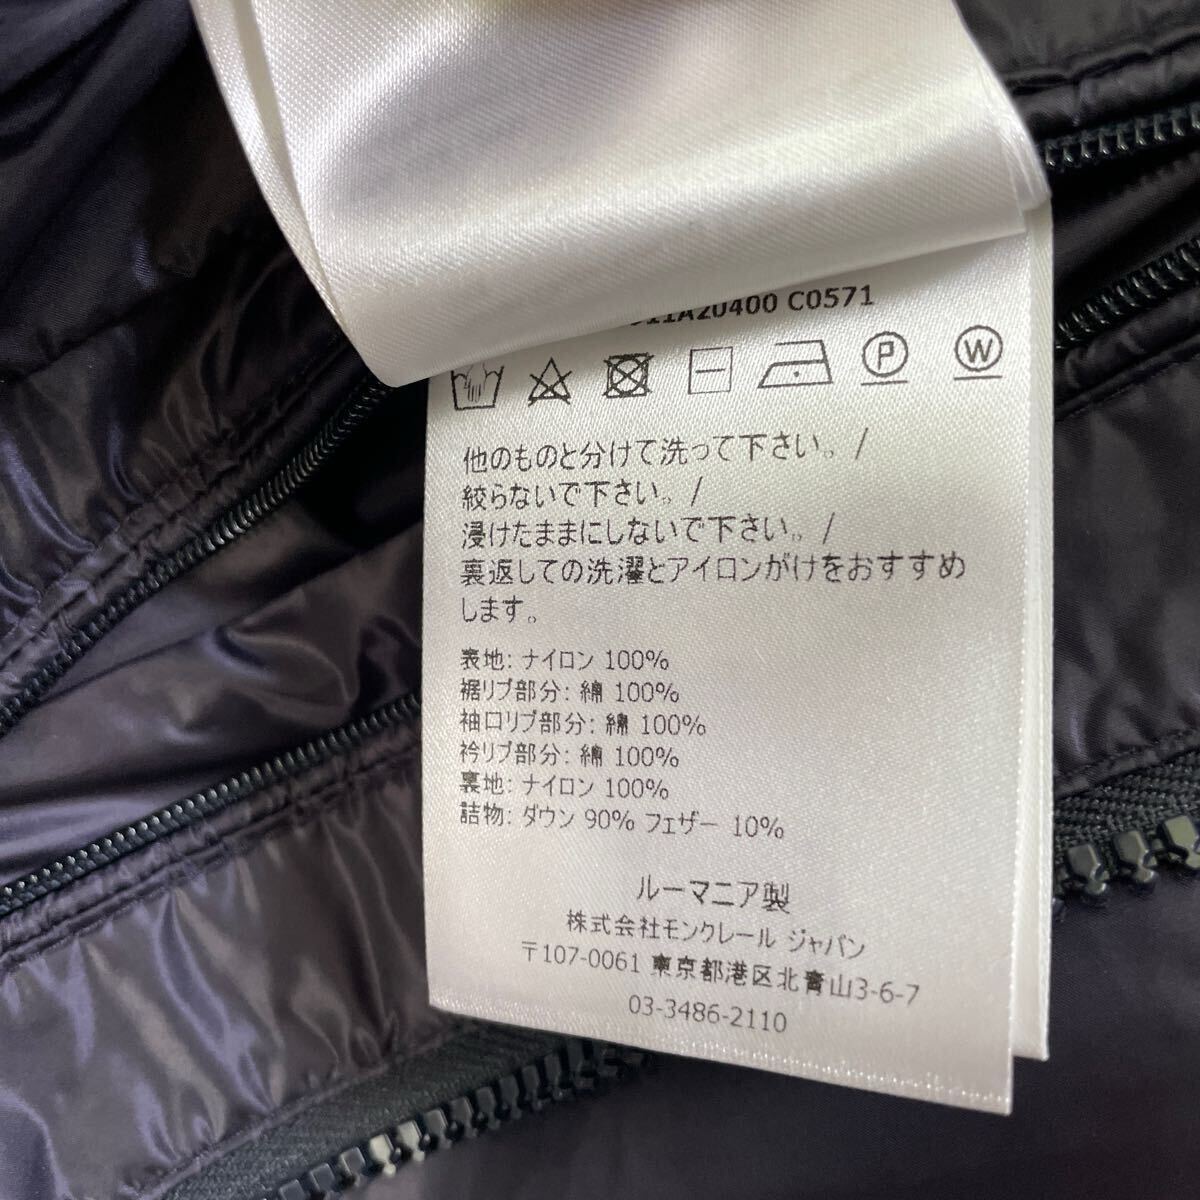 11A20400 C0571
P W
他のものと分けて洗って下さい。/
絞らないで下さい。/
浸けたままにしないで下さい。/
裏返しての洗濯とアイロンがけをおすすめ
します。
表地: ナイロン 100%
裾リブ部分: 綿 100%
袖口リブ部分: 綿 100%
衿リブ部分: 綿 100%
裏地: ナイロン 100%
詰物: ダウン 90% フェザー 10%
ルーマニア製
株式会社モンクレール ジャパン
〒107-0061 東京都港区北青山3-6-7
03-3486-2110